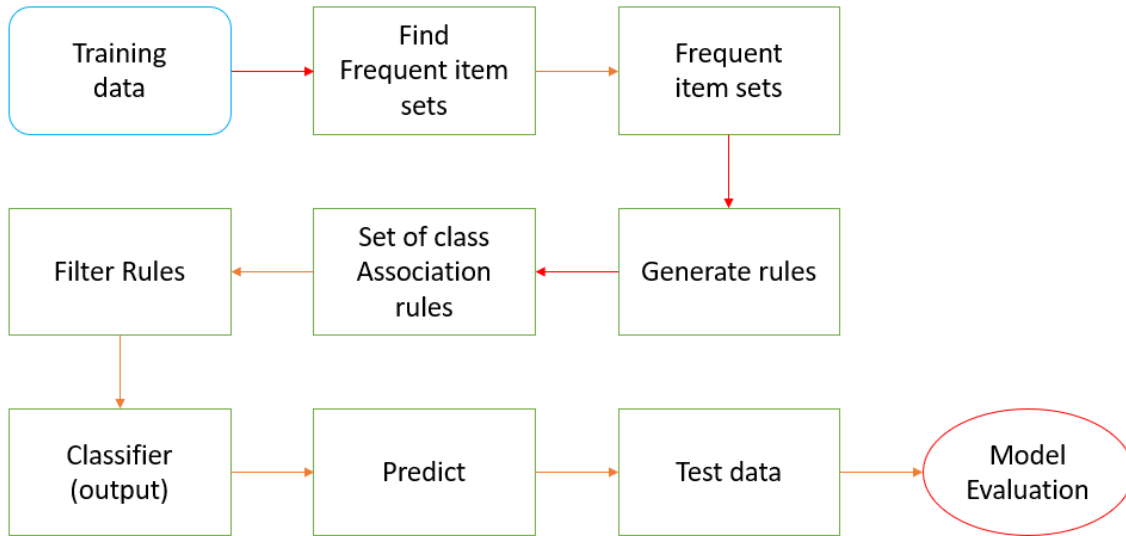 Training
data
Find
Frequent item
sets
Frequent
item sets
Filter Rules
Set of class
Association
rules
Generate rules
Classifier
(output)
Predict
Test data
Model
Evaluation